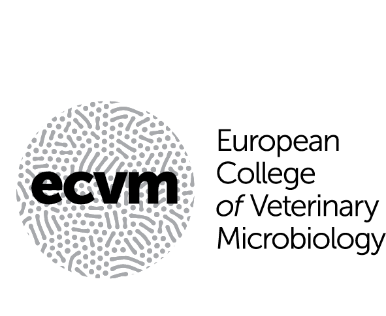 ecvm
European
College
of Veterinary
Microbiology